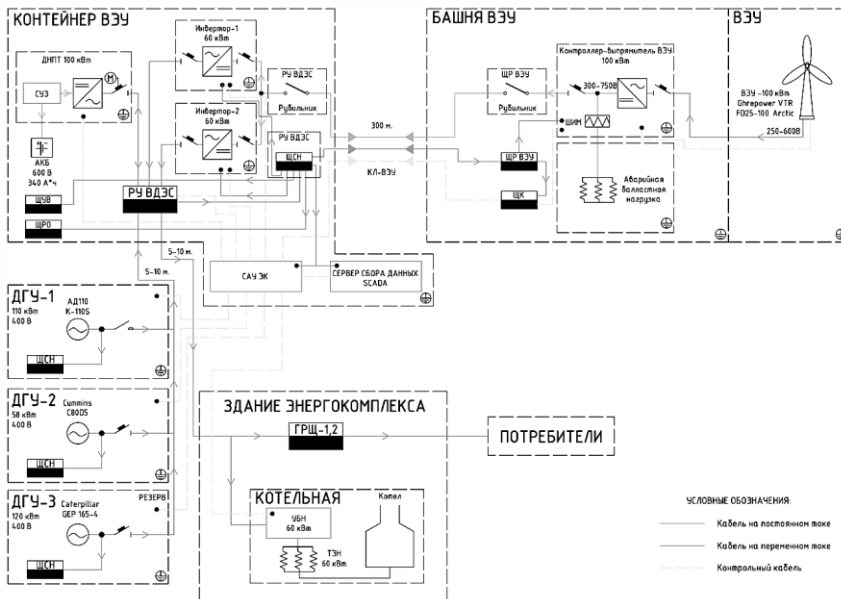 КОНТЕЙНЕР ВЭУ
ДНПТ 100 кВт
СУЗ
М
АКБ
600 В
340 А*ч
Инвертор-1
60 кВт
Инвертор-2
60 кВт
РУ ВДЭС
Рубильник
РУ ВДЭС
ЩСН
ЩУВ
РУ ВДЭС
ЩРО
5-10 м.
5-10 м.
САУ ЭК
СЕРВЕР СБОРА ДАННЫХ
SCADA
300 м.
КЛ-ВЭУ
БАШНЯ ВЭУ
ЩР ВЭУ
Рубильник
Контроллер-выпрямитель ВЭУ
100 кВт
300-750В
ШИМ
ЩР ВЭУ
ЩК
Аварийная
балластная
нагрузка
ВЭУ
ВЭУ -100 кВт
Ghrepower VTR
FD25-100 Arctic
250-600В
ДГУ-1
110 кВт
400 В
АД110
К-110S
ЩСН
ДГУ-2
58 кВт
400 В
Cummins
C80D5
ЩСН
ДГУ-3
120 кВт
400 В
Caterpillar
GEP 165-4
РЕЗЕРВ
ЩСН
ЗДАНИЕ ЭНЕРГОКОМПЛЕКСА
ГРЩ-1,2
ПОТРЕБИТЕЛИ
КОТЕЛЬНАЯ
Котел
УБН
60 кВт
ТЭН
60 кВт
УСЛОВНЫЕ ОБОЗНАЧЕНИЯ:
Кабель на постоянном токе
Кабель на переменном токе
Контрольный кабель